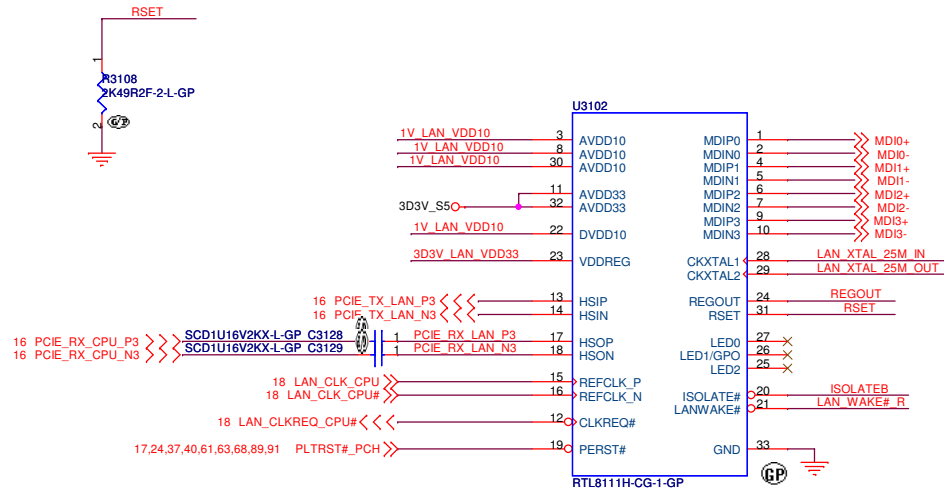 RSET
1
R3108
2K49R2F-2-L-GP
2
U3102
1V_LAN_VDD10 3 AVDD10 MDIP0 1 MDI0+
1V_LAN_VDD10 8 AVDD10 MDIN0 2 MDI0-
1V_LAN_VDD10 30 AVDD10 MDIP1 4 MDI1+
MDIN1 5 MDI1-
11 AVDD33 MDIP2 6 MDI2+
3D3V_S5 32 AVDD33 MDIN2 7 MDI2-
MDIP3 9 MDI3+
1V_LAN_VDD10 22 DVDD10 MDIN3 10 MDI3-
3D3V_LAN_VDD33 23 VDDREG CKXTAL1 28 LAN_XTAL_25M_IN
CKXTAL2 29 LAN_XTAL_25M_OUT
16 PCIE_TX_LAN_P3 13 HSIP REGOUT 24 REGOUT
16 PCIE_TX_LAN_N3 14 HSIN RSET 31 RSET
16 PCIE_RX_CPU_P3 SCD1U16V2KX-L-GP C3128 1 PCIE_RX_LAN_P3 17 HSOP LED0 27
16 PCIE_RX_CPU_N3 SCD1U16V2KX-L-GP C3129 1 PCIE_RX_LAN_N3 18 HSON LED1/GPO 26
LED2 25
18 LAN_CLK_CPU 15 REFCLK_P
18 LAN_CLK_CPU# 16 REFCLK_N ISOLATE# 20 ISOLATEB
LANWAKE# 21 LAN_WAKE#_R
18 LAN_CLKREQ_CPU# 12 CLKREQ#
17,24,37,40,61,63,68,89,91 PLTRST#_PCH 19 PERST# GND 33
GP
RTL8111H-CG-1-GP